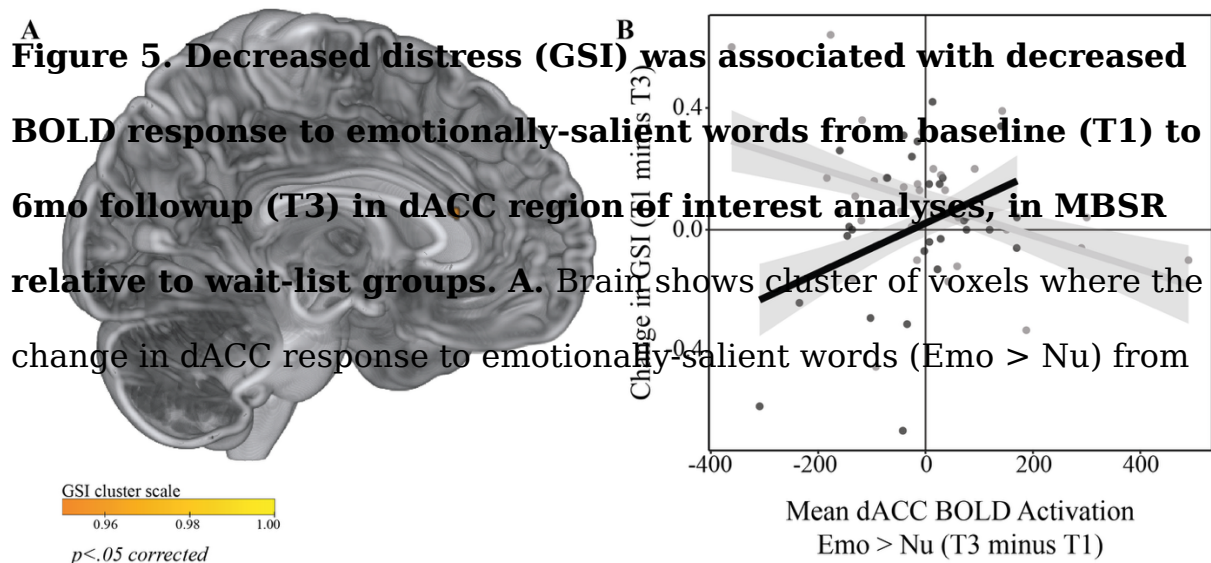 A
B
Figure 5. Decreased distress (GSI) was associated with decreased
BOLD response to emotionally-salient words from baseline (T1) to
6mo followup (T3) in dACC region of interest analyses, in MBSR
relative to wait-list groups. A. Brain shows cluster of voxels where the
change in dACC response to emotionally-salient words (Emo > Nu) from
Change in GSI (T1 minus T3)
0.4
0.0
-0.4
-400 -200 0 200 400
Mean dACC BOLD Activation
Emo > Nu (T3 minus T1)
GSI cluster scale
0.96 0.98 1.00
p<.05 corrected